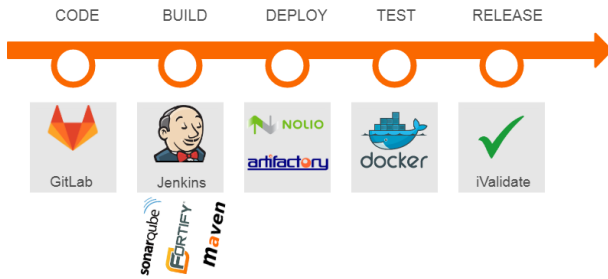 CODE BUILD DEPLOY TEST RELEASE
NOLIO
artifactory
docker
GitLab Jenkins iValidate
sonarqube
FORTIFY
maven